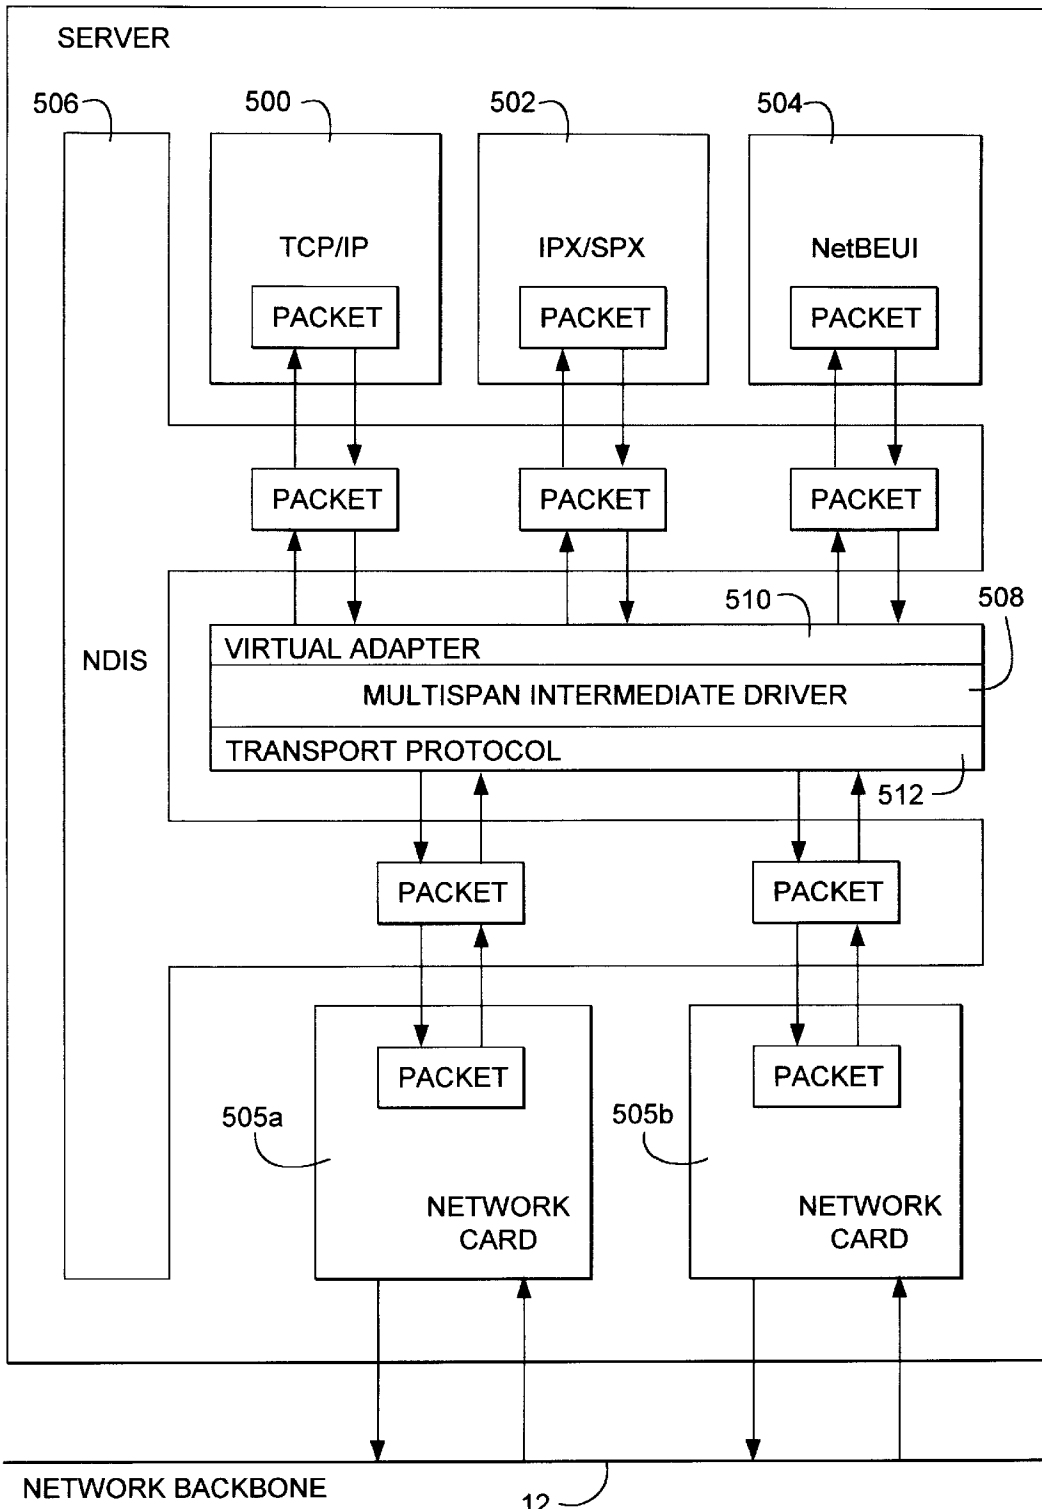 SERVER
506
500
502
504
TCP/IP
IPX/SPX
NetBEUI
PACKET
PACKET
PACKET
PACKET
PACKET
PACKET
510
508
NDIS
VIRTUAL ADAPTER
MULTISPAN INTERMEDIATE DRIVER
TRANSPORT PROTOCOL
512
PACKET
PACKET
PACKET
PACKET
505a
505b
NETWORK
CARD
NETWORK
CARD
NETWORK BACKBONE
12